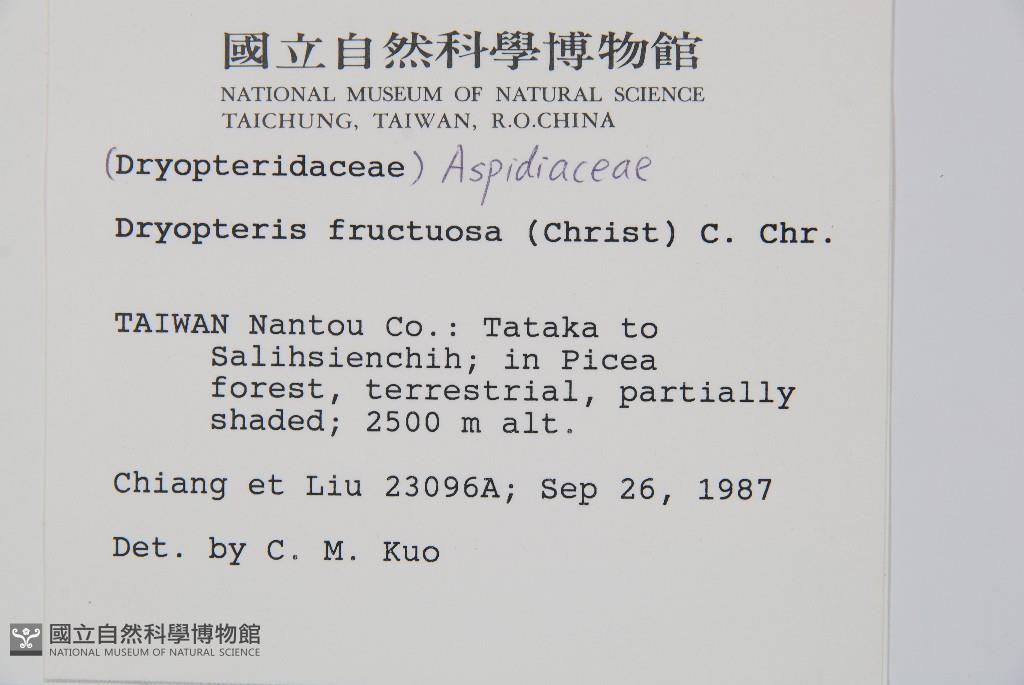 國立自然科學博物館
NATIONAL MUSEUM OF NATURAL SCIENCE
TAICHUNG, TAIWAN, R.O.CHINA
(Dryopteridaceae) Aspidiaceae
Dryopteris fructuosa (Christ) C. Chr.
TAIWAN Nantou Co.: Tataka to
Salihsienchih; in Picea
forest, terrestrial, partially
shaded; 2500 m alt.
Chiang et Liu 23096A; Sep 26, 1987
Det. by C. M. Kuo
國立自然科學博物館
NATIONAL MUSEUM OF NATURAL SCIENCE